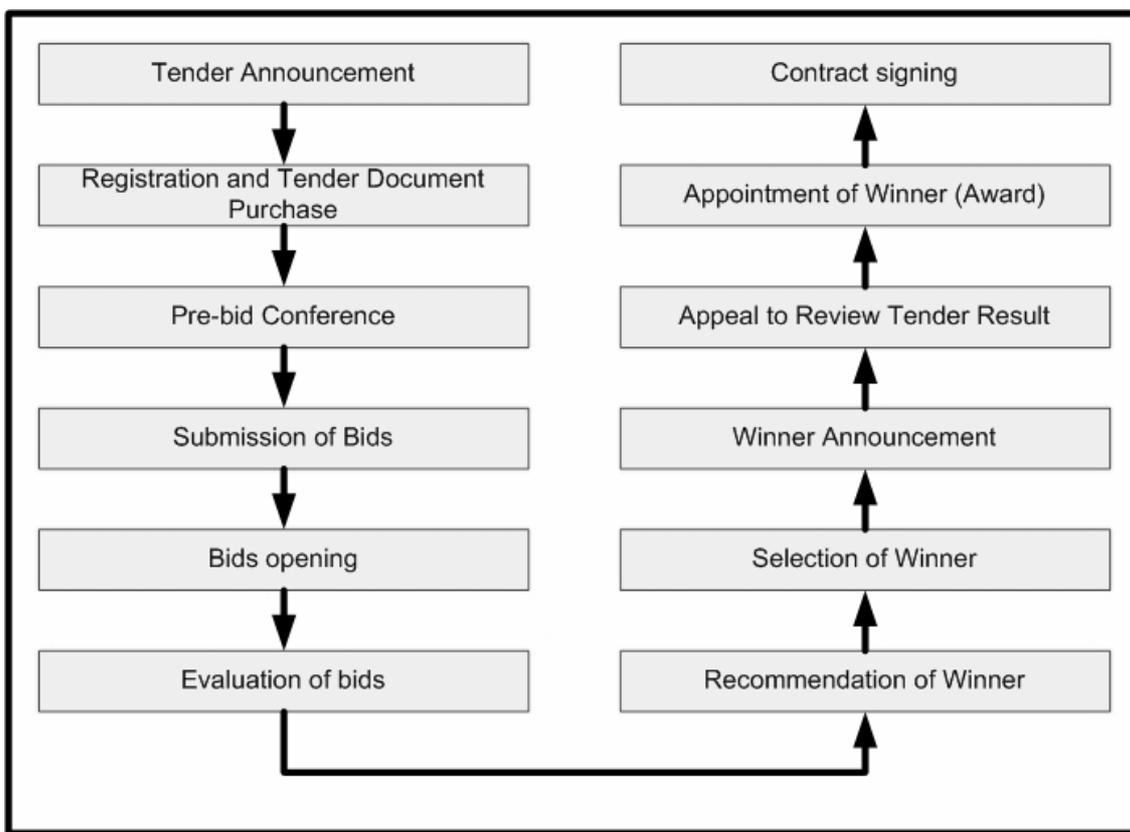 Tender Announcement
Registration and Tender Document
Purchase
Pre-bid Conference
Submission of Bids
Bids opening
Evaluation of bids
Recommendation of Winner
Selection of Winner
Winner Announcement
Appeal to Review Tender Result
Appointment of Winner (Award)
Contract signing